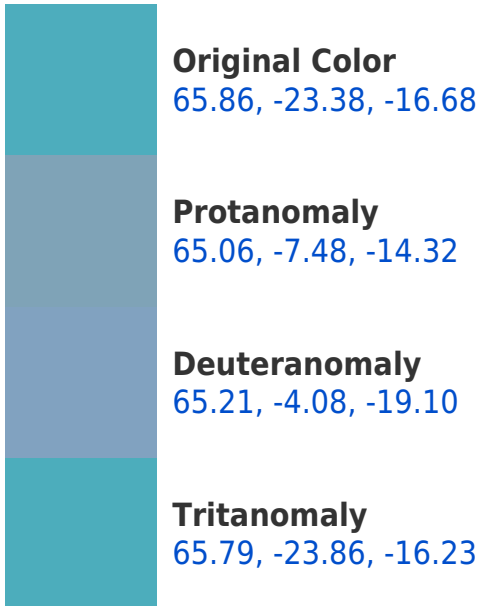 Original Color
65.86, -23.38, -16.68
Protanomaly
65.06, -7.48, -14.32
Deuteranomaly
65.21, -4.08, -19.10
Tritanomaly
65.79, -23.86, -16.23